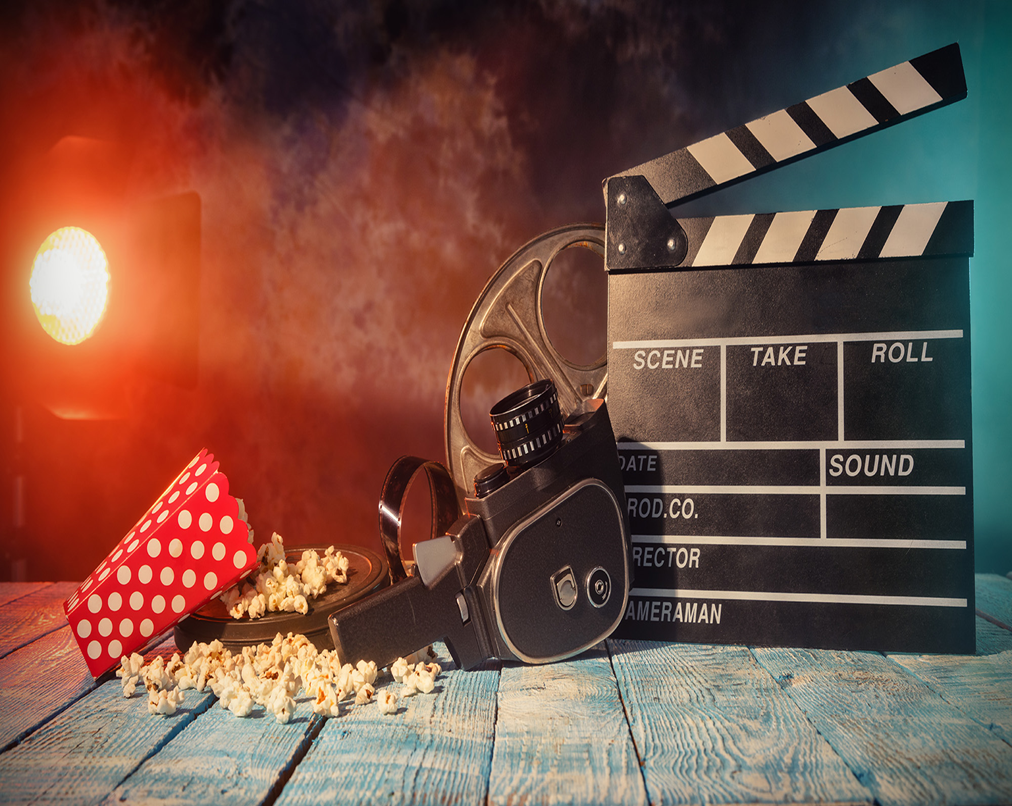 SCENE TAKE ROLL
DATE SOUND
ROD.CO.
RECTOR
AMERAMAN